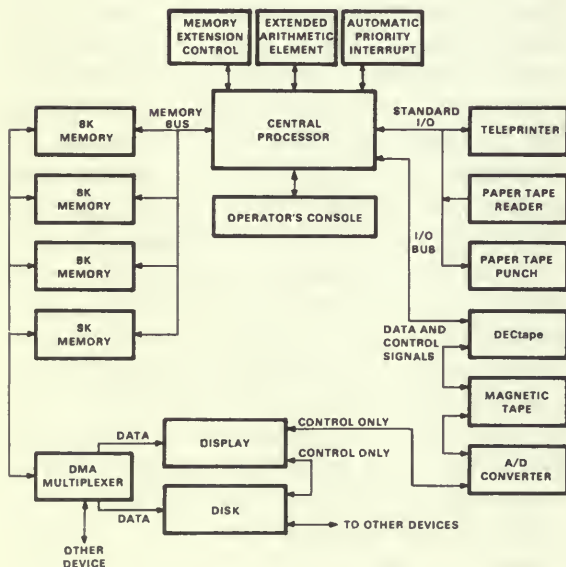 MEMORY
EXTENSION
CONTROL
EXTENDED
ARITHMETIC
ELEMENT
AUTOMATIC
PRIORITY
INTERRUPT
8K
MEMORY
MEMORY
BUS
CENTRAL
PROCESSOR
STANDARD
I/O
TELEPRINTER
8K
MEMORY
OPERATOR'S CONSOLE
PAPER TAPE
READER
I/O
BUB
8K
MEMORY
PAPER TAPE
PUNCH
8K
MEMORY
DATA AND
CONTROL
SIGNALS
DECtape
MAGNETIC
TAPE
DATA
DISPLAY
CONTROL ONLY
CONTROL ONLY
A/D
CONVERTER
DMA
MULTIPLEXER
DATA
DISK
TO OTHER DEVICES
OTHER
DEVICE